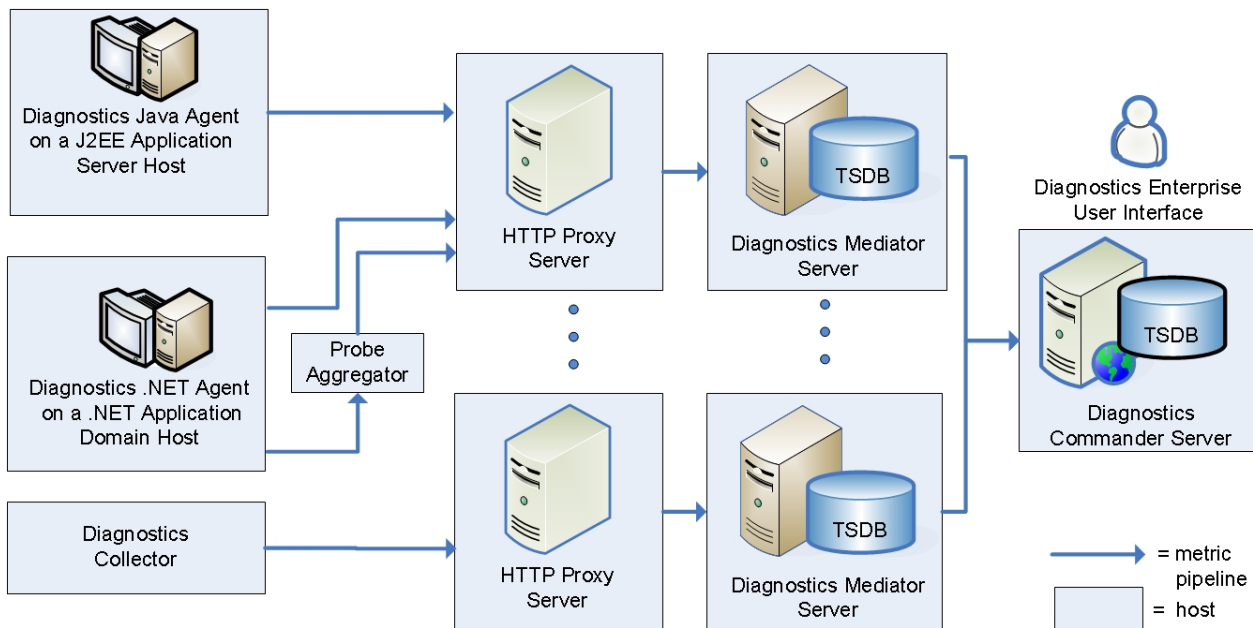 Diagnostics Java Agent
on a J2EE Application
Server Host
HTTP Proxy
Server
TSDB
Diagnostics Mediator
Server
Diagnostics Enterprise
User Interface
TSDB
Diagnostics
Commander Server
Diagnostics .NET Agent
on a .NET Application
Domain Host
Probe
Aggregator
Diagnostics
Collector
HTTP Proxy
Server
TSDB
Diagnostics Mediator
Server
= metric
pipeline
= host